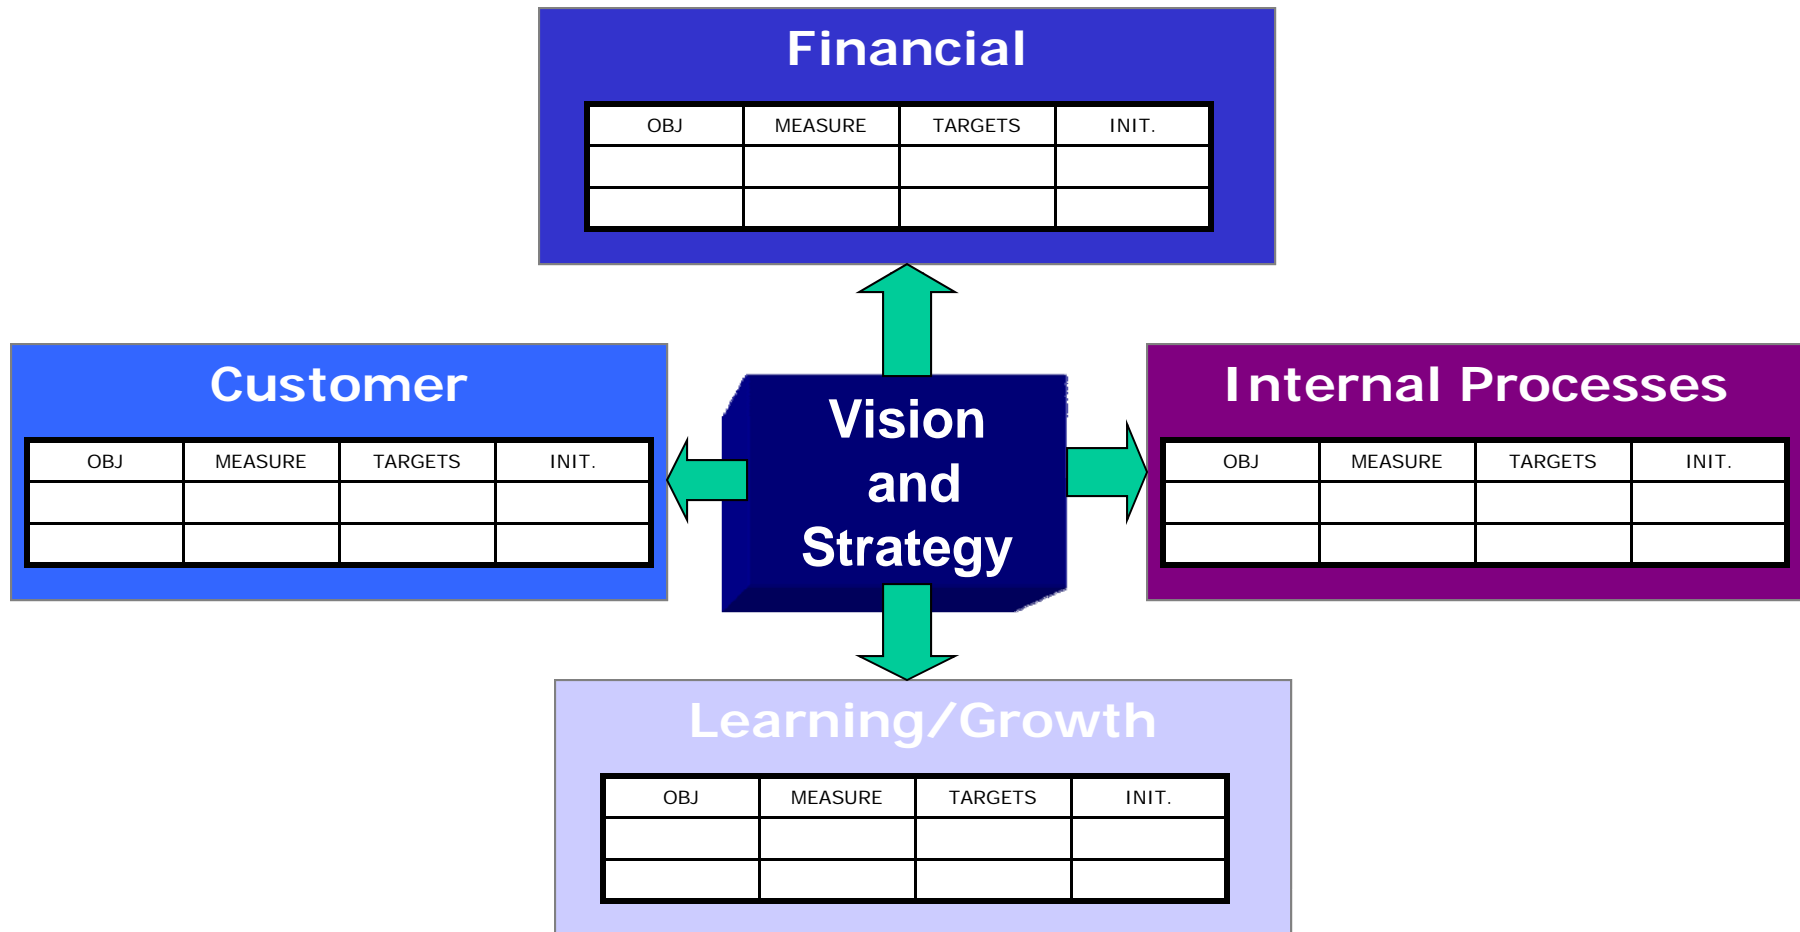 Financial
OBJ MEASURE TARGETS INIT.
Customer
OBJ MEASURE TARGETS INIT.
Vision
and
Strategy
Internal Processes
OBJ MEASURE TARGETS INIT.
Learning/Growth
OBJ MEASURE TARGETS INIT.